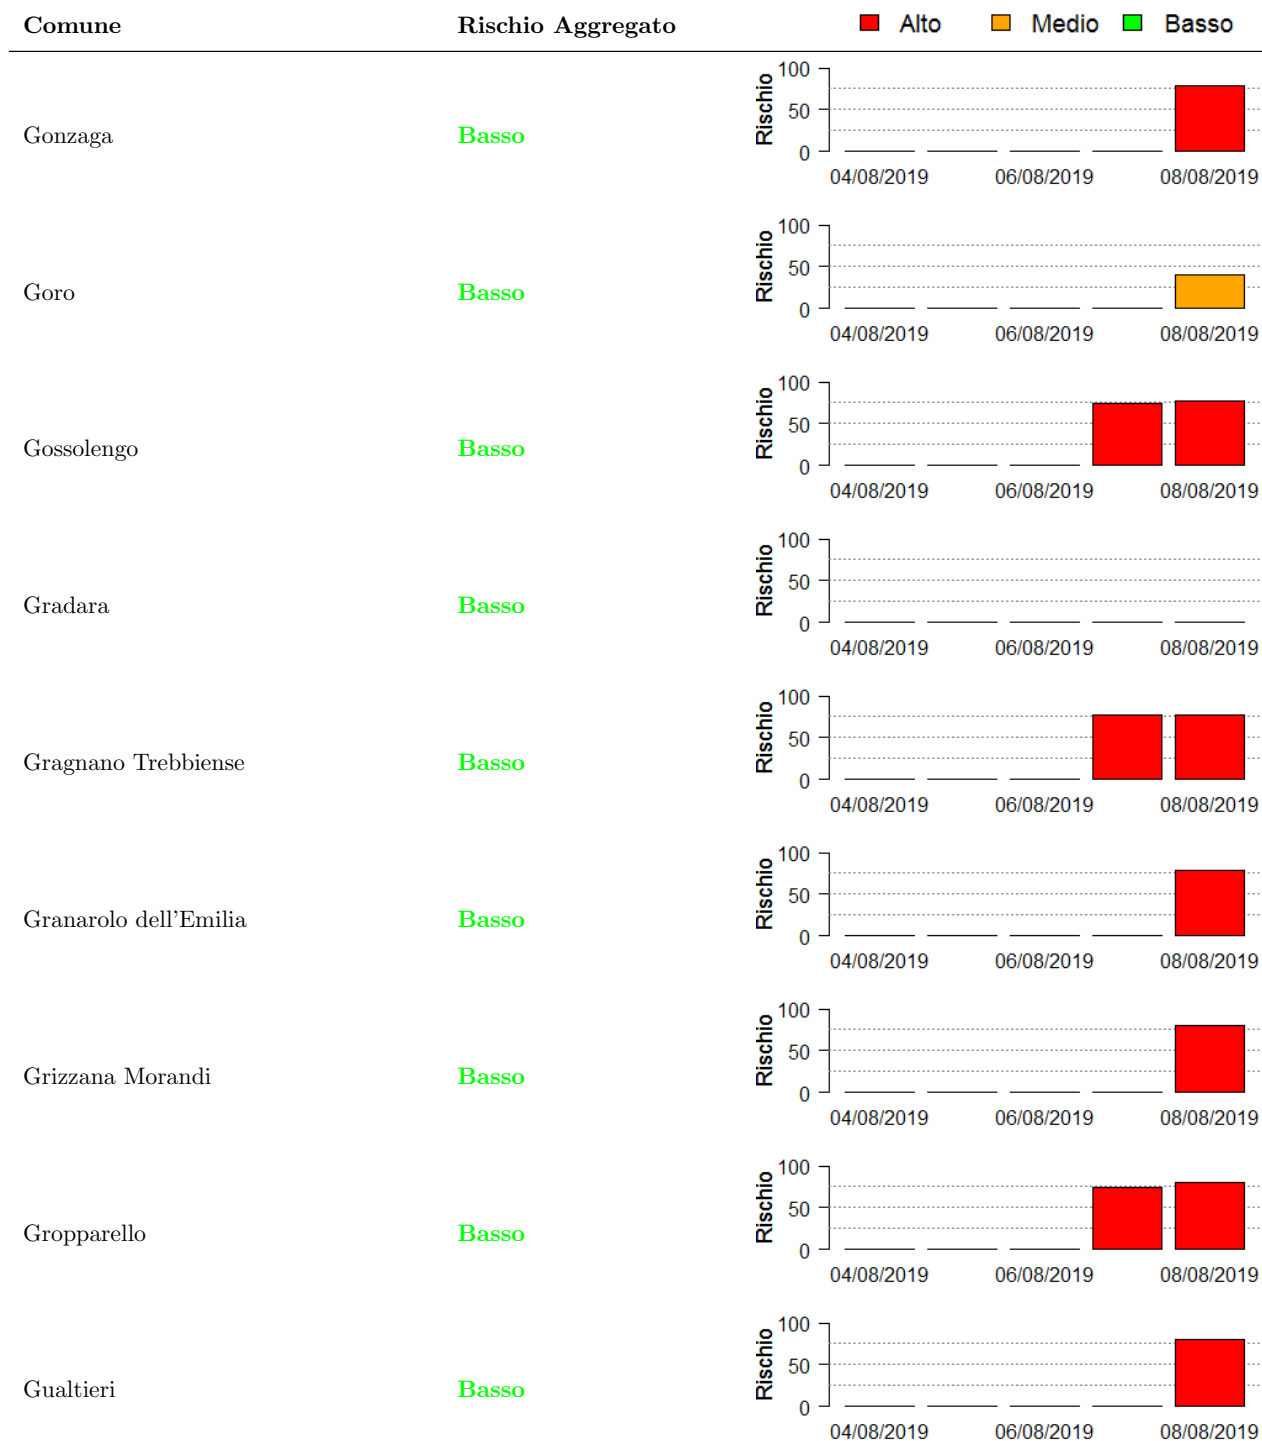 Comune Rischio Aggregato Alto Medio Basso
Gonzaga Basso Rischio 100 50 0
04/08/2019 06/08/2019 08/08/2019
Goro Basso Rischio 100 50 0
04/08/2019 06/08/2019 08/08/2019
Gossolengo Basso Rischio 100 50 0
04/08/2019 06/08/2019 08/08/2019
Gradara Basso Rischio 100 50 0
04/08/2019 06/08/2019 08/08/2019
Gragnano Trebbiense Basso Rischio 100 50 0
04/08/2019 06/08/2019 08/08/2019
Granarolo dell'Emilia Basso Rischio 100 50 0
04/08/2019 06/08/2019 08/08/2019
Grizzana Morandi Basso Rischio 100 50 0
04/08/2019 06/08/2019 08/08/2019
Gropparello Basso Rischio 100 50 0
04/08/2019 06/08/2019 08/08/2019
Gualtieri Basso Rischio 100 50 0
04/08/2019 06/08/2019 08/08/2019